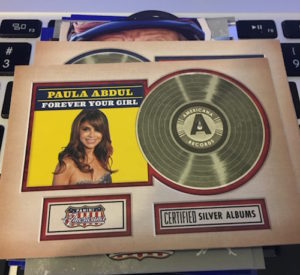 PAULA ABDUL
FOREVER YOUR GIRL
AMERICANA
A
RECORDS
CERTIFIED SILVER ALBUMS